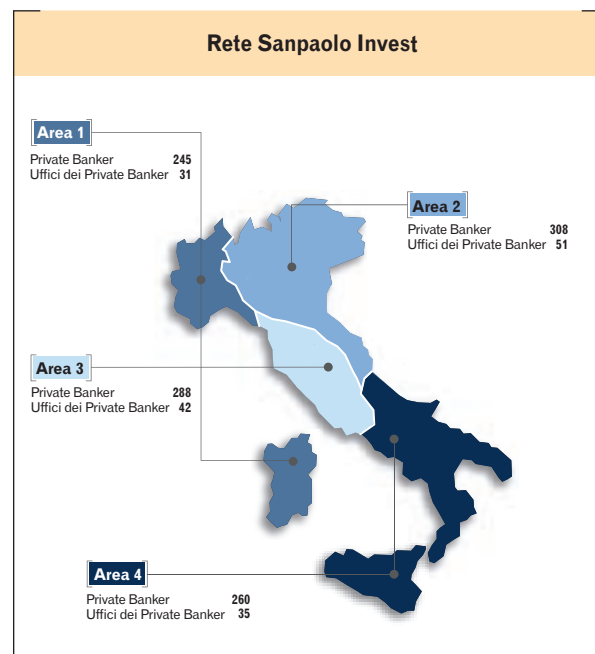 Rete Sanpaolo Invest
Area 1
Private Banker 245
Uffici dei Private Banker 31
Area 2
Private Banker 308
Uffici dei Private Banker 51
Area 3
Private Banker 288
Uffici dei Private Banker 42
Area 4
Private Banker 260
Uffici dei Private Banker 35